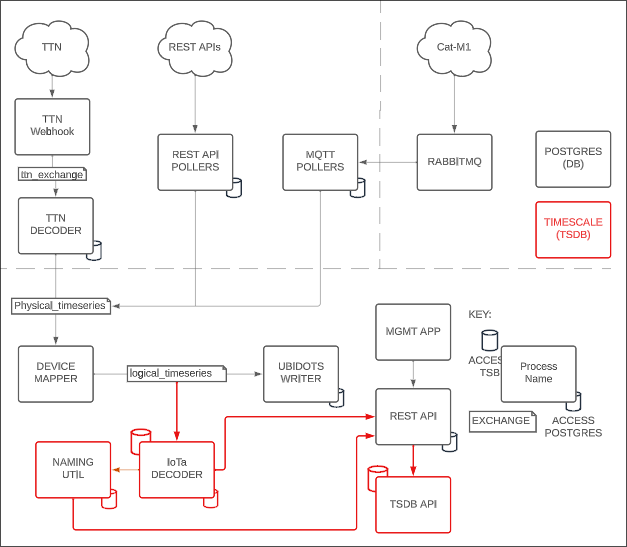 TTN
REST APIs
Cat-M1
TTN
Webhook
ttn_exchange
TTN
DECODER
REST API
POLLERS
MQTT
POLLERS
RABBITMQ
POSTGRES
(DB)
TIMESCALE
(TSDB)
Physical_timeseries
DEVICE
MAPPER
logical_timeseries
UBIDOTS
WRITER
MGMT APP
REST API
KEY:
ACCES
TSB
Process
Name
EXCHANGE
ACCESS
POSTGRES
NAMING
UTIL
IoTa
DECODER
TSDB API